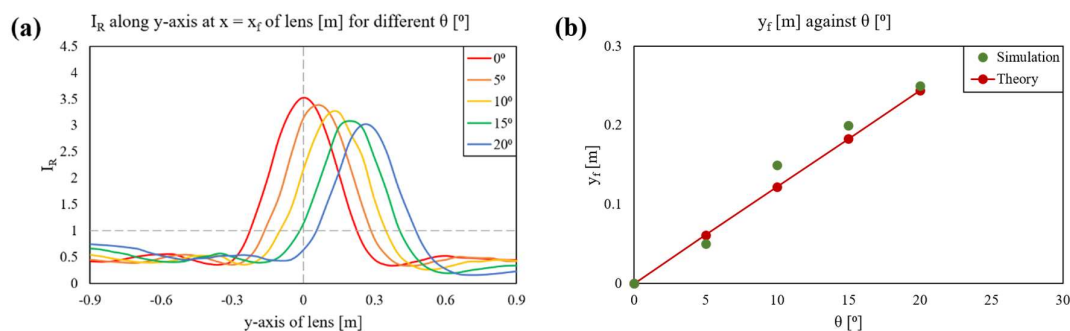 (a)
I_R along y-axis at x = x_f of lens [m] for different θ [º]
4.5
4
3.5
3
2.5
2
1.5
1
0.5
0
I_R
-0.9
-0.6
-0.3
0
0.3
0.6
0.9
y-axis of lens [m]
0º
5º
10º
15º
20º
(b)
y_f [m] against θ [º]
0.3
0.2
0.1
0
y_f [m]
0
5
10
15
20
25
30
θ [º]
Simulation
Theory